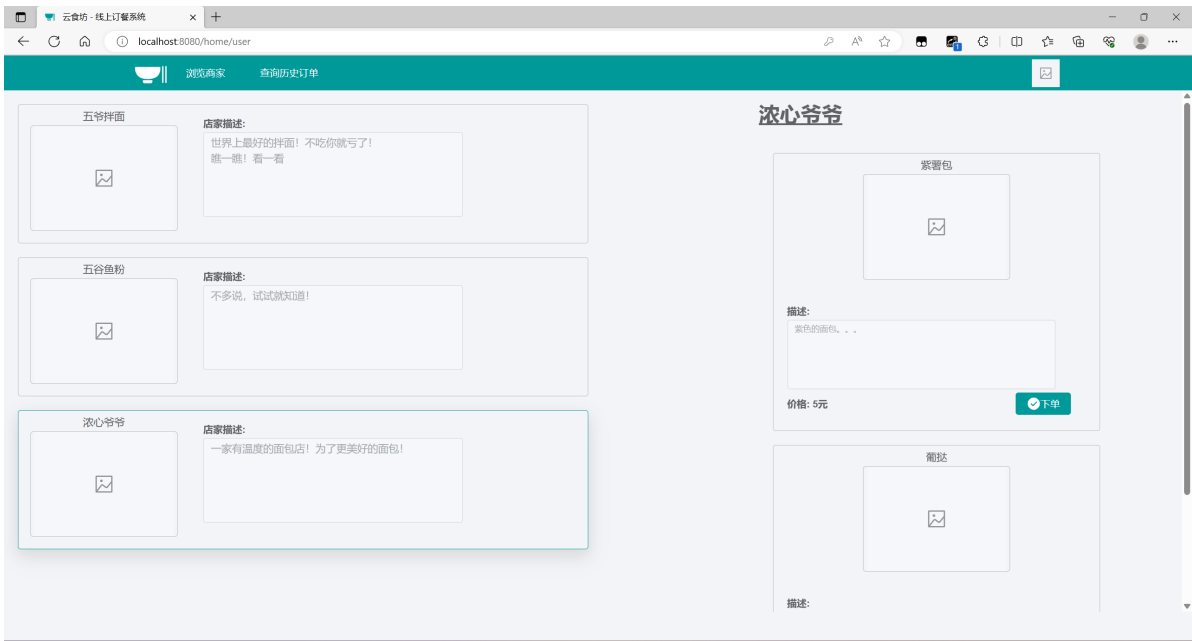 云食坊 - 线上订餐系统
localhost:8080/home/user
1
浏览商家
查询历史订单
五爷拌面
店家描述:
世界上最好的拌面！不吃你就亏了！
瞧一瞧！看一看
五谷鱼粉
店家描述:
不多说，试试就知道！
浓心爷爷
店家描述:
一家有温度的面包店！为了更美好的面包！
浓心爷爷
紫署包
描述:
紫色的面包。。。
价格: 5元
下单
葡挞
描述: